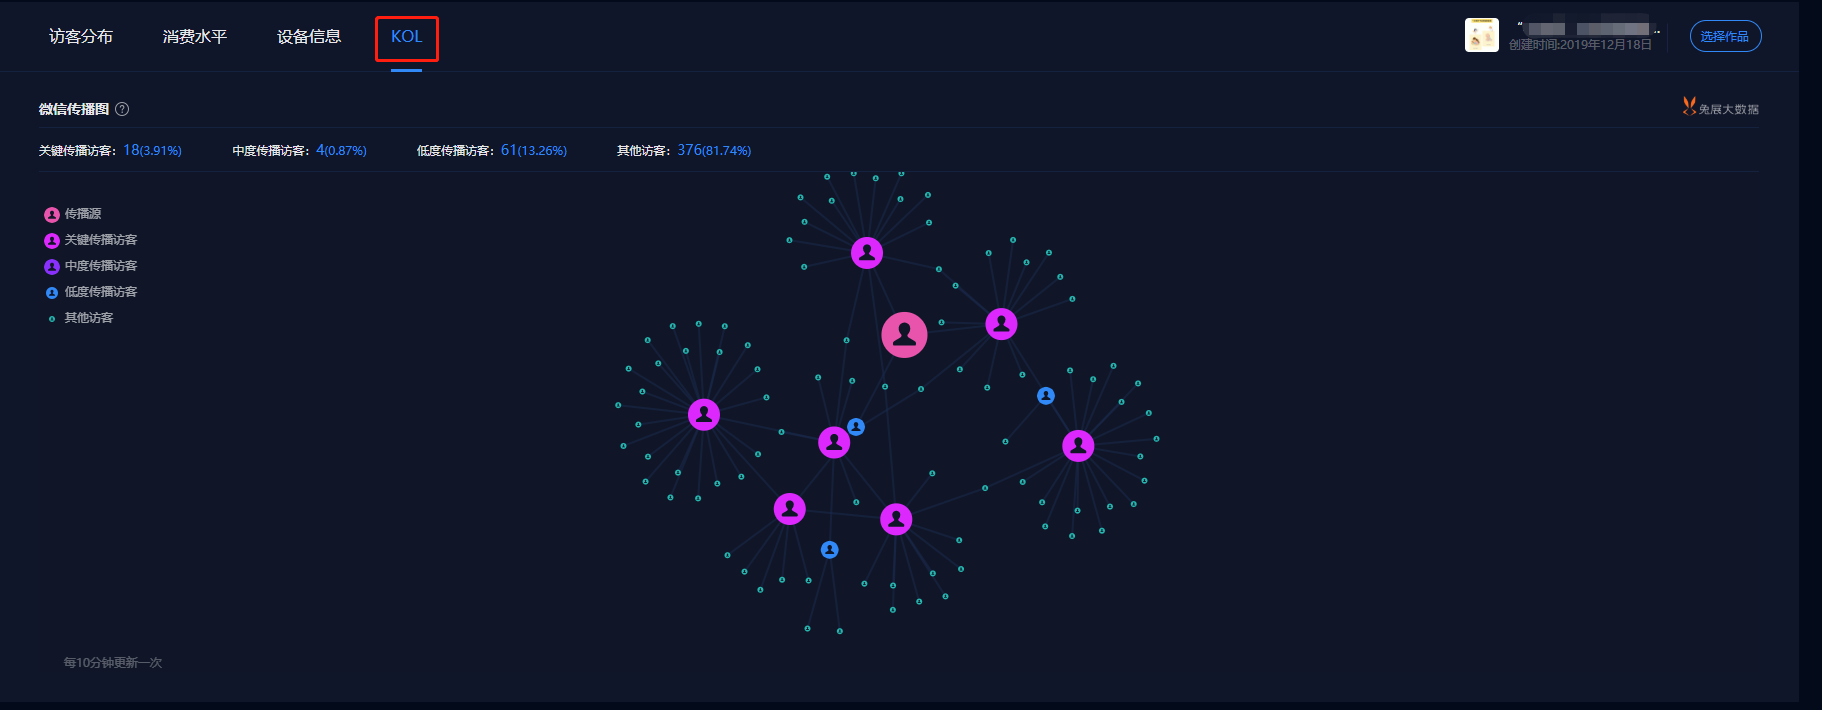 访客分布 消费水平 设备信息 KOL
创建时间:2019年12月18日
选择作品
微信传播图 ?
兔展大数据
关键传播访客：18(3.91%) 中度传播访客：4(0.87%) 低度传播访客：61(13.26%) 其他访客：376(81.74%)
传播源
关键传播访客
中度传播访客
低度传播访客
其他访客
每10分钟更新一次